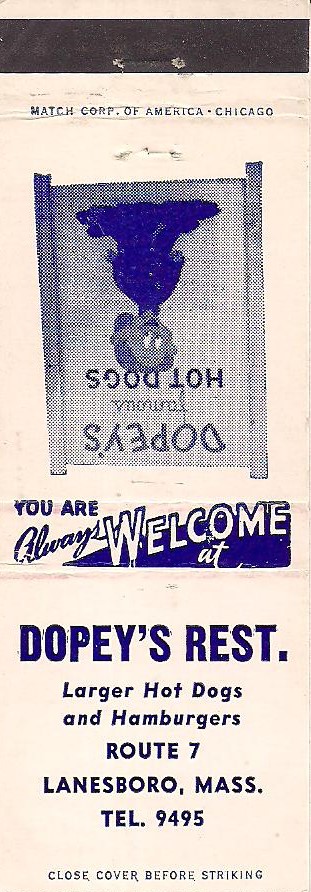 MATCH CORP. OF AMERICA • CHICAGO
DOPEY'S
FAMOUS
HOT DOGS
YOU ARE
Always WELCOME
at
DOPEY'S REST.
Larger Hot Dogs
and Hamburgers
ROUTE 7
LANESBORO, MASS.
TEL. 9495
CLOSE COVER BEFORE STRIKING